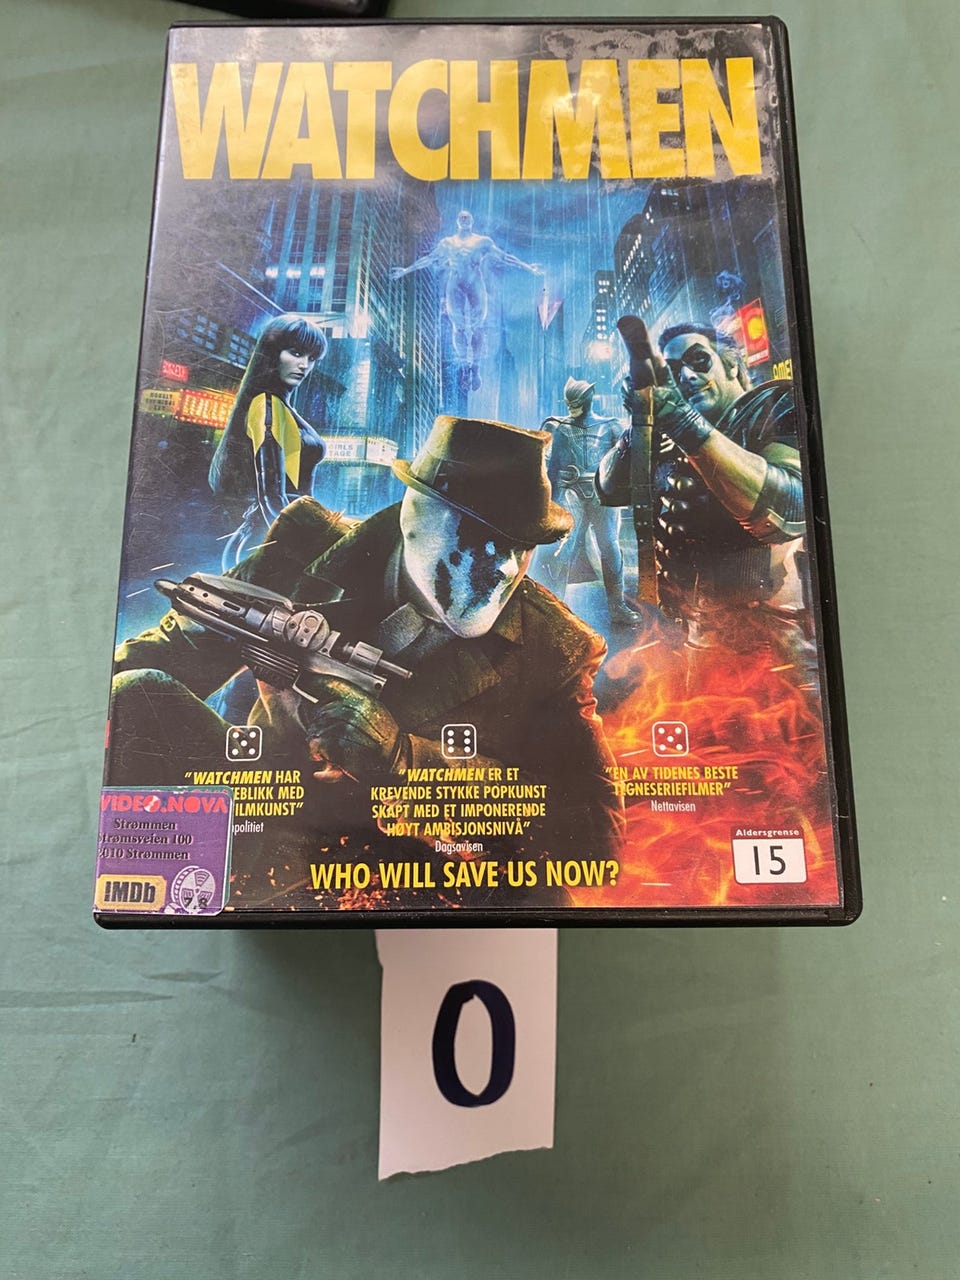 WATCHMEN
GIRLS
"WATCHMEN HAR
EBLIKK MED
ILMKUNST"
politiet
"WATCHMEN ER ET
KREVENDE STYKKE POPKUNST
SKAPT MED ET IMPONERENDE
HØYT AMBISJONSNIVÅ"
Dagsavisen
"EN AV TIDENES BESTE
TEGNESERIEFILMER"
Nettavisen
VIDEO.NOVA
Strømmen
Strømsveien 100
2010 Strømmen
IMDb
7,8
WHO WILL SAVE US NOW?
Aldersgrense
15
0